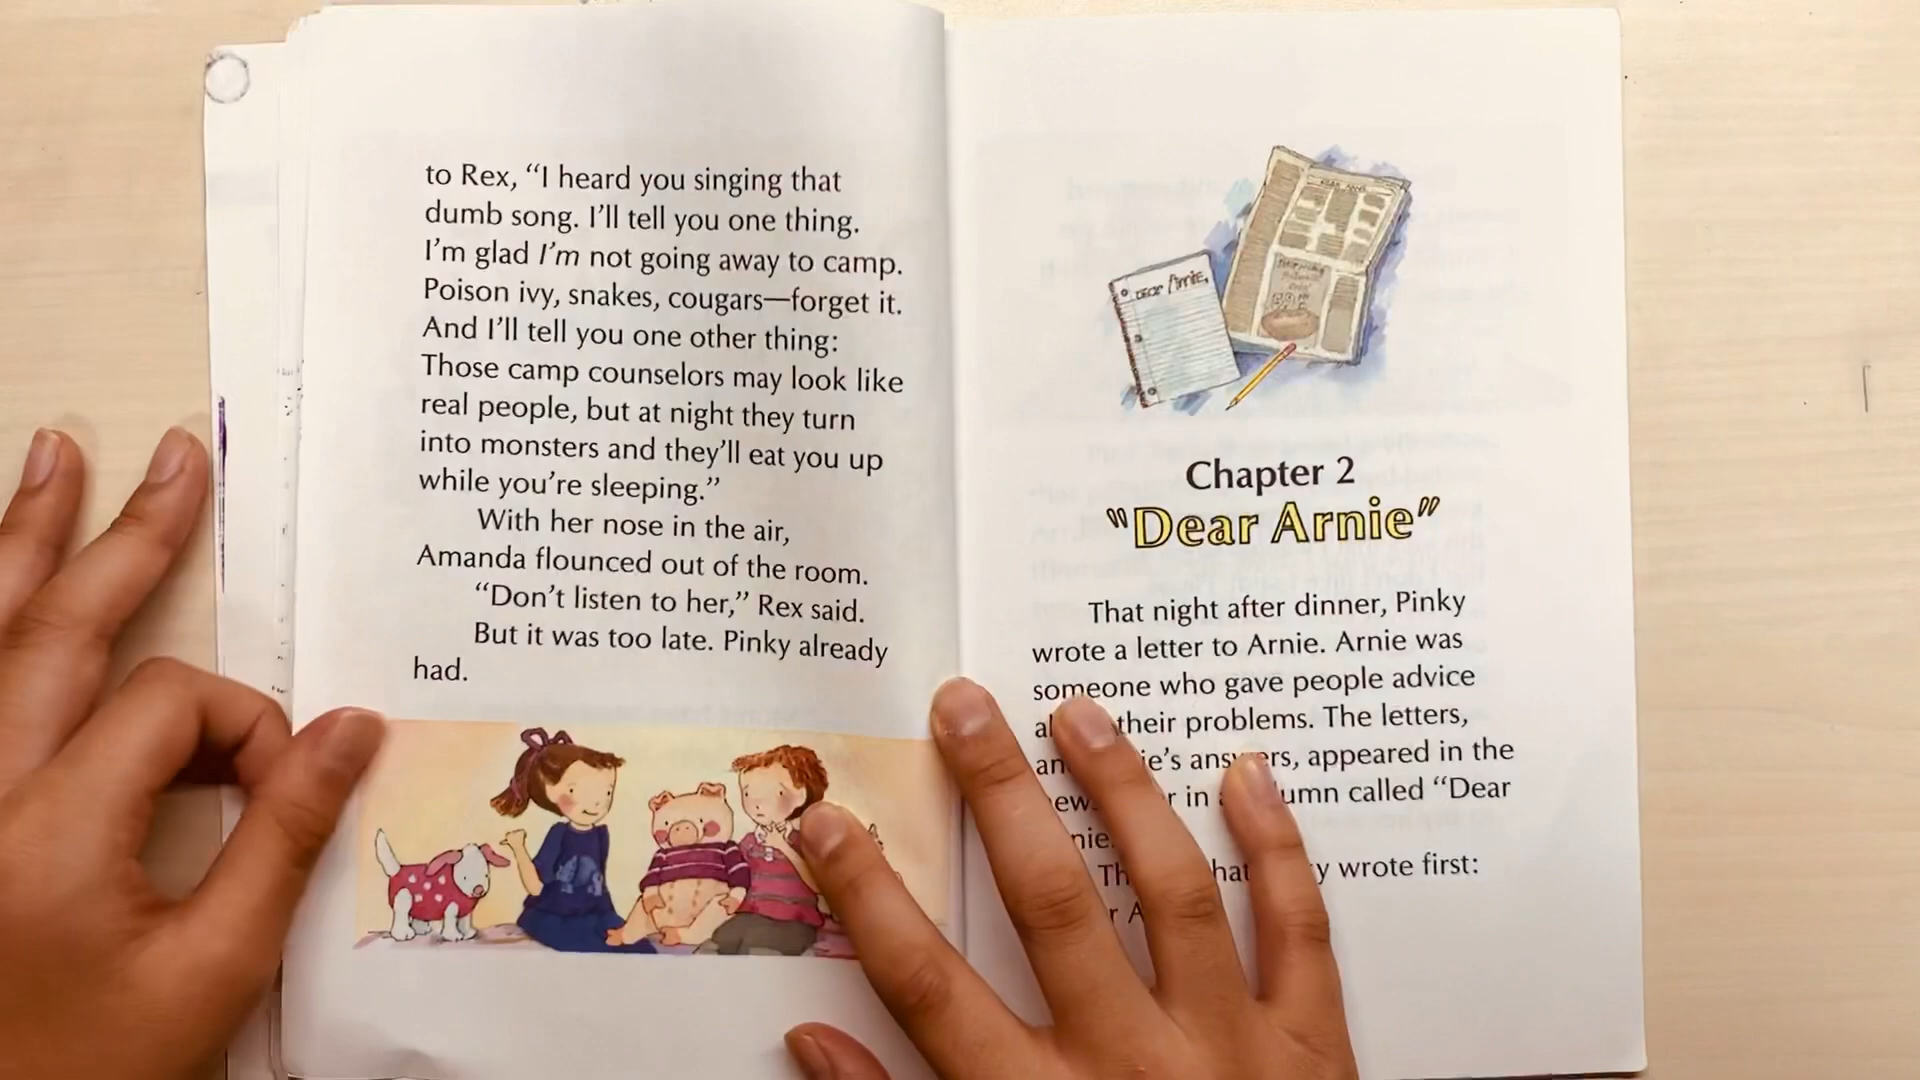 to Rex, “I heard you singing that
dumb song. I’ll tell you one thing.
I’m glad I’m not going away to camp.
Poison ivy, snakes, cougars—forget it.
And I’ll tell you one other thing:
Those camp counselors may look like
real people, but at night they turn
into monsters and they’ll eat you up
while you’re sleeping.”
With her nose in the air,
Amanda flounced out of the room.
“Don’t listen to her,” Rex said.
But it was too late. Pinky already
had.
DEAR ARNIE,
Chapter 2
“Dear Arnie”
That night after dinner, Pinky
wrote a letter to Arnie. Arnie was
someone who gave people advice
their problems. The letters,
answers, appeared in the
in called “Dear
wrote first: